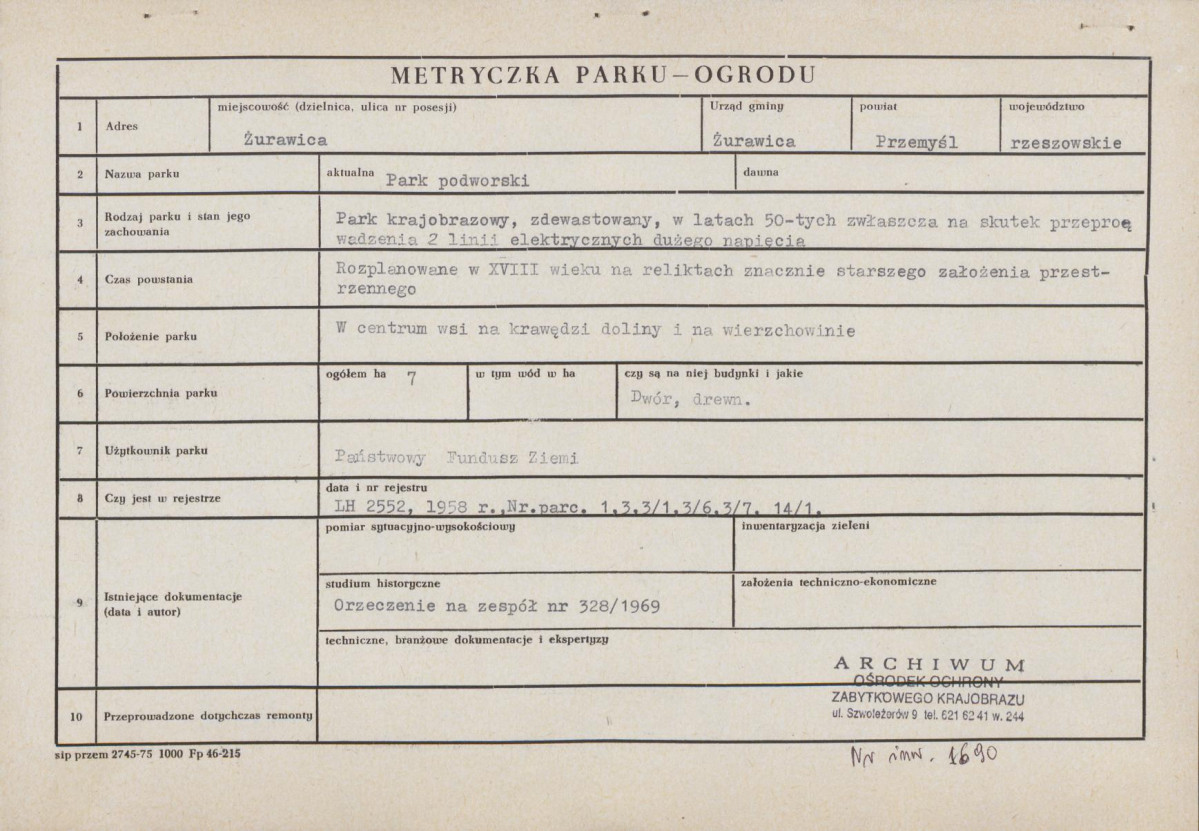 METRYCZKA PARKU–OGRODU
1 Adres miejscowość (dzielnica, ulica nr posesji) Urząd gminy powiat województwo
Żurawica Żurawica Przemyśl rzeszowskie
2 Nazwa parku aktualna Park podworski dawna
3 Rodzaj parku i stan jego zachowania
Park krajobrazowy, zdewastowany, w latach 50-tych zwłaszcza na skutek przeproę
wadzenia 2 linii elektrycznych dużego napięcia
4 Czas powstania
Rozplanowane w XVIII wieku na reliktach znacznie starszego założenia przest-
rzennego
5 Położenie parku
W centrum wsi na krawędzi doliny i na wierzchowinie
6 Powierzchnia parku ogółem ha 7 w tym wód w ha czy są na niej budynki i jakie
Dwór, drewn.
7 Użytkownik parku
Państwowy Fundusz Ziemi
8 Czy jest w rejestrze data i nr rejestru
LH 2552, 1958 r.,Nr.parc. 1,3,3/1,3/6,3/7, 14/1.
9 Istniejące dokumentacje
(data i autor)
pomiar sytuacyjno-wysokościowy inwentaryzacja zieleni
studium historyczne założenia techniczno-ekonomiczne
Orzeczenie na zespół nr 328/1969
techniczne, branżowe dokumentacje i ekspertyzy
10 Przeprowadzone dotychczas remonty
ARCHIWUM
OŚRODEK OCHRONY
ZABYTKOWEGO KRAJOBRAZU
ul. Szwoleżerów 9 tel. 621 62 41 w. 244
sip przem 2745-75 1000 Fp 46-215
Nr inw. 1690